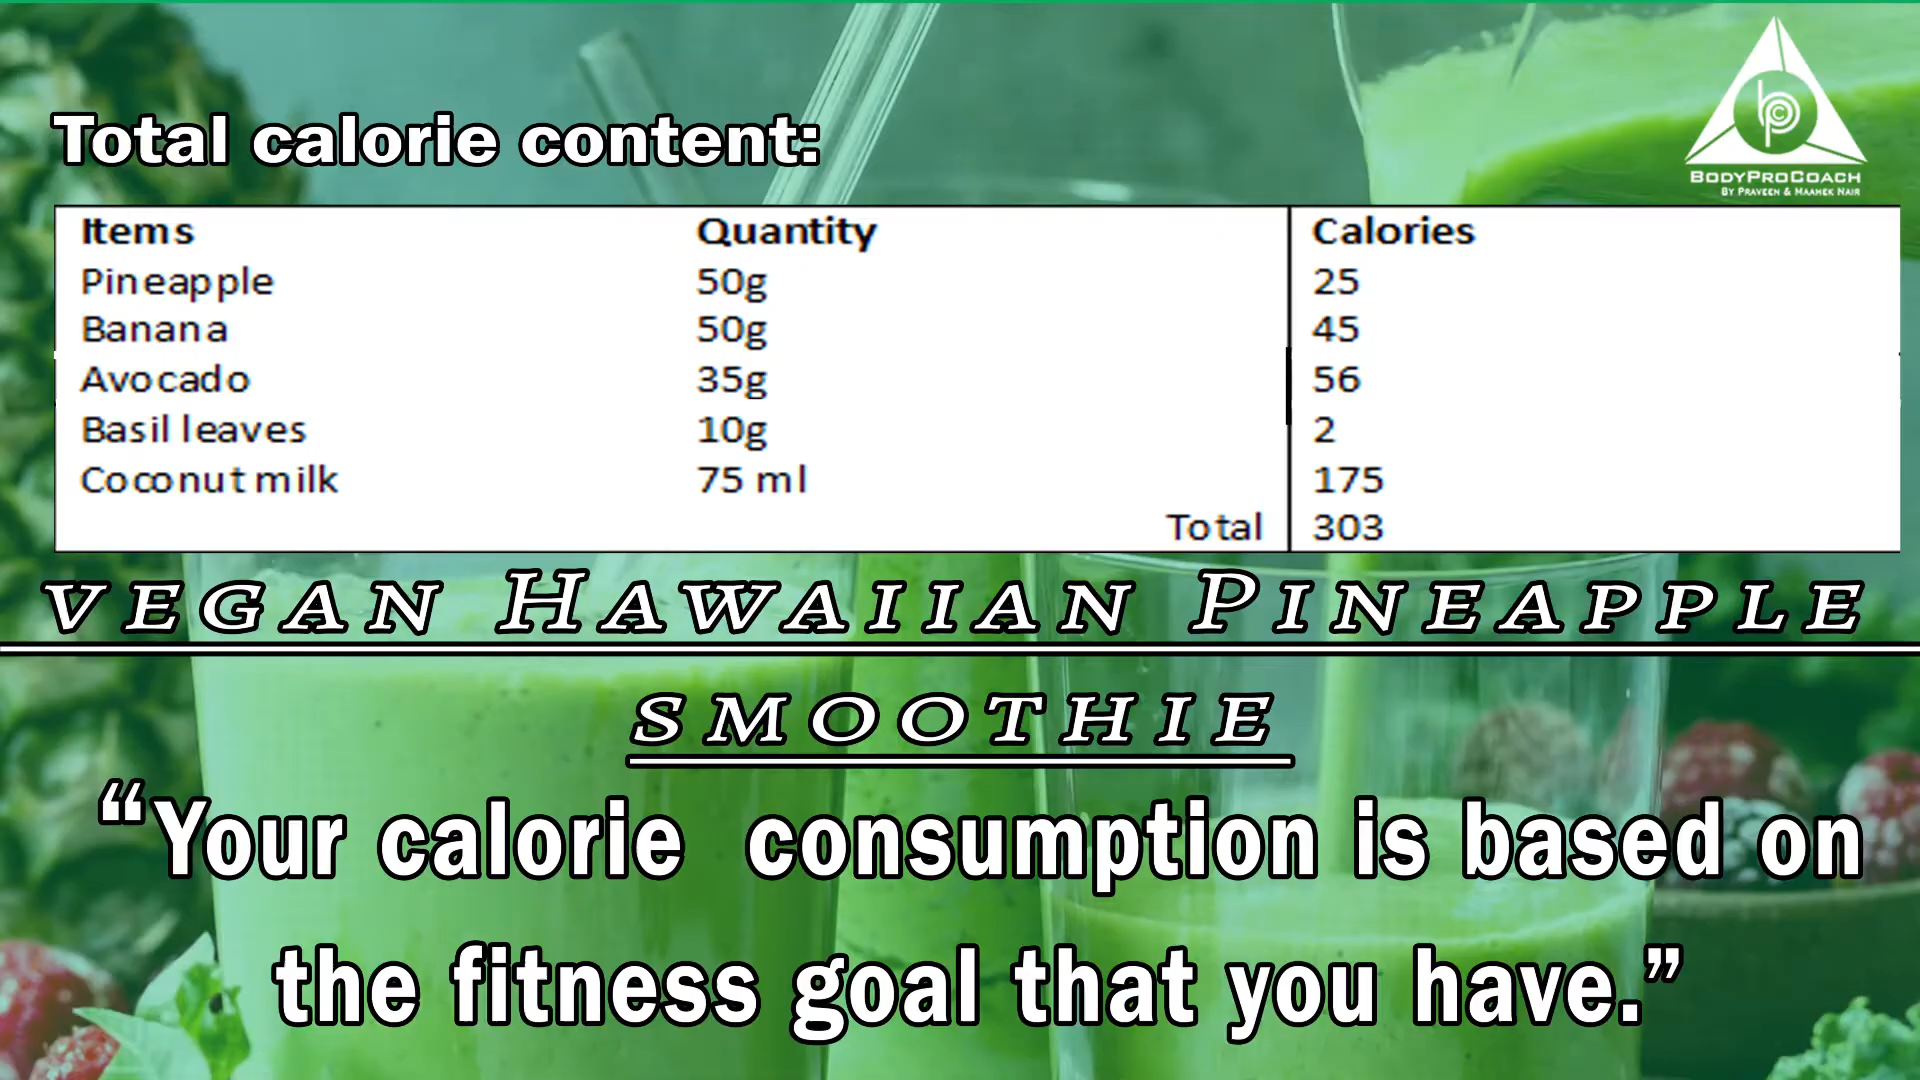 BODYPROCOACH
BY PRAVEEN & MAAHEK NAIR
Total calorie content:
Items Quantity Calories
Pineapple 50g 25
Banana 50g 45
Avocado 35g 56
Basil leaves 10g 2
Coconut milk 75 ml 175
Total 303
VEGAN HAWAIIAN PINEAPPLE
SMOOTHIE
“Your calorie consumption is based on
the fitness goal that you have.”